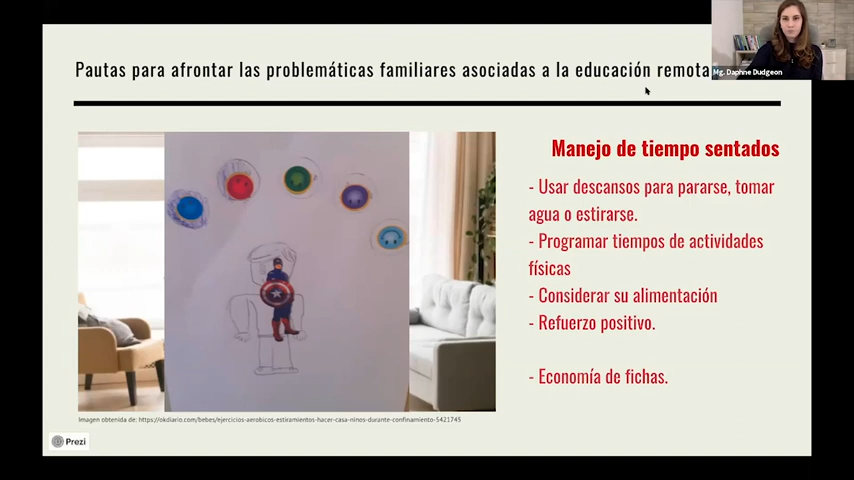 Pautas para afrontar las problemáticas familiares asociadas a la educación remota
Mg. Daphne Dudgeon
Manejo de tiempo sentados
- Usar descansos para pararse, tomar
agua o estirarse.
- Programar tiempos de actividades
físicas
- Considerar su alimentación
- Refuerzo positivo.
- Economía de fichas.
Imagen obtenida de: https://okdiario.com/bebes/ejercicios-aerobicos-estiramientos-hacer-casa-ninos-durante-confinamiento-5421745
Prezi